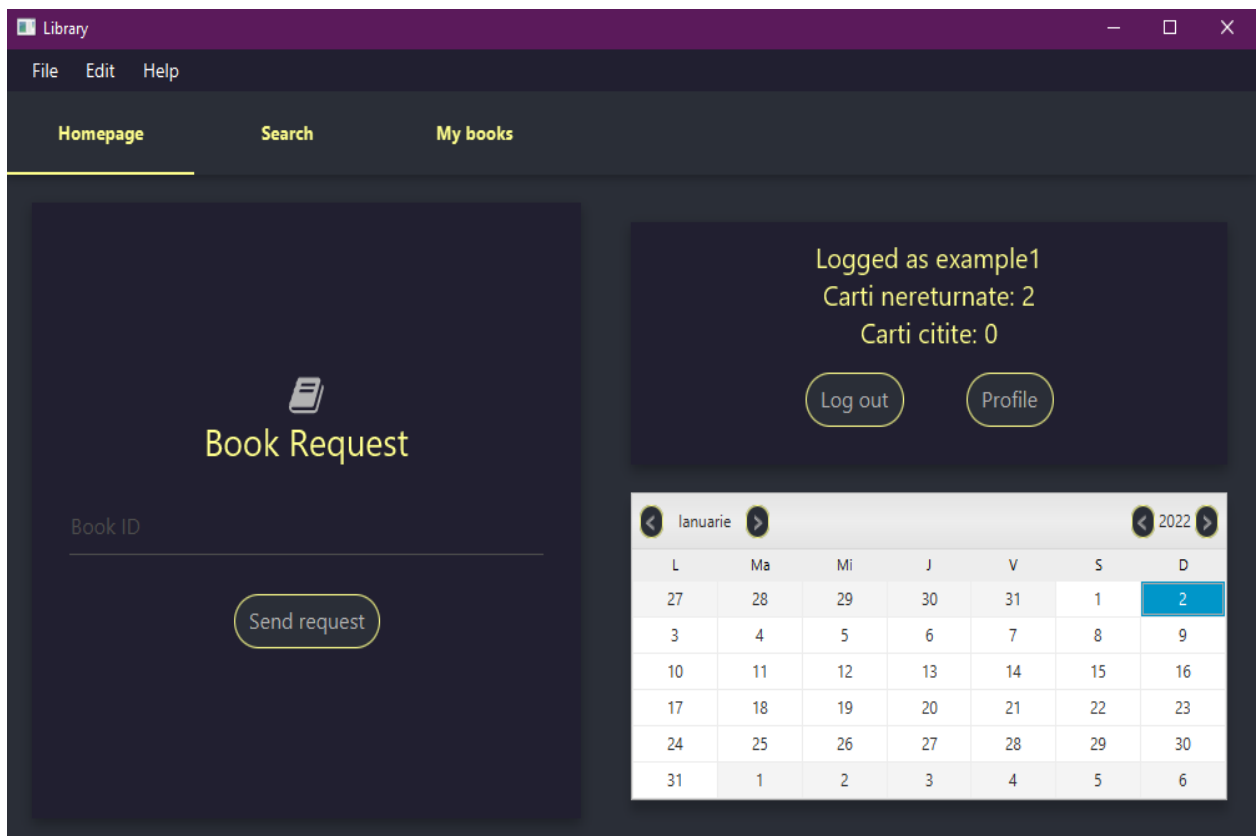 Library
File Edit Help
Homepage Search My books
Book Request
Book ID
Send request
Logged as example1
Carti nereturnate: 2
Carti citite: 0
Log out Profile
Ianuarie 2022
L Ma Mi J V S D
27 28 29 30 31 1 2
3 4 5 6 7 8 9
10 11 12 13 14 15 16
17 18 19 20 21 22 23
24 25 26 27 28 29 30
31 1 2 3 4 5 6